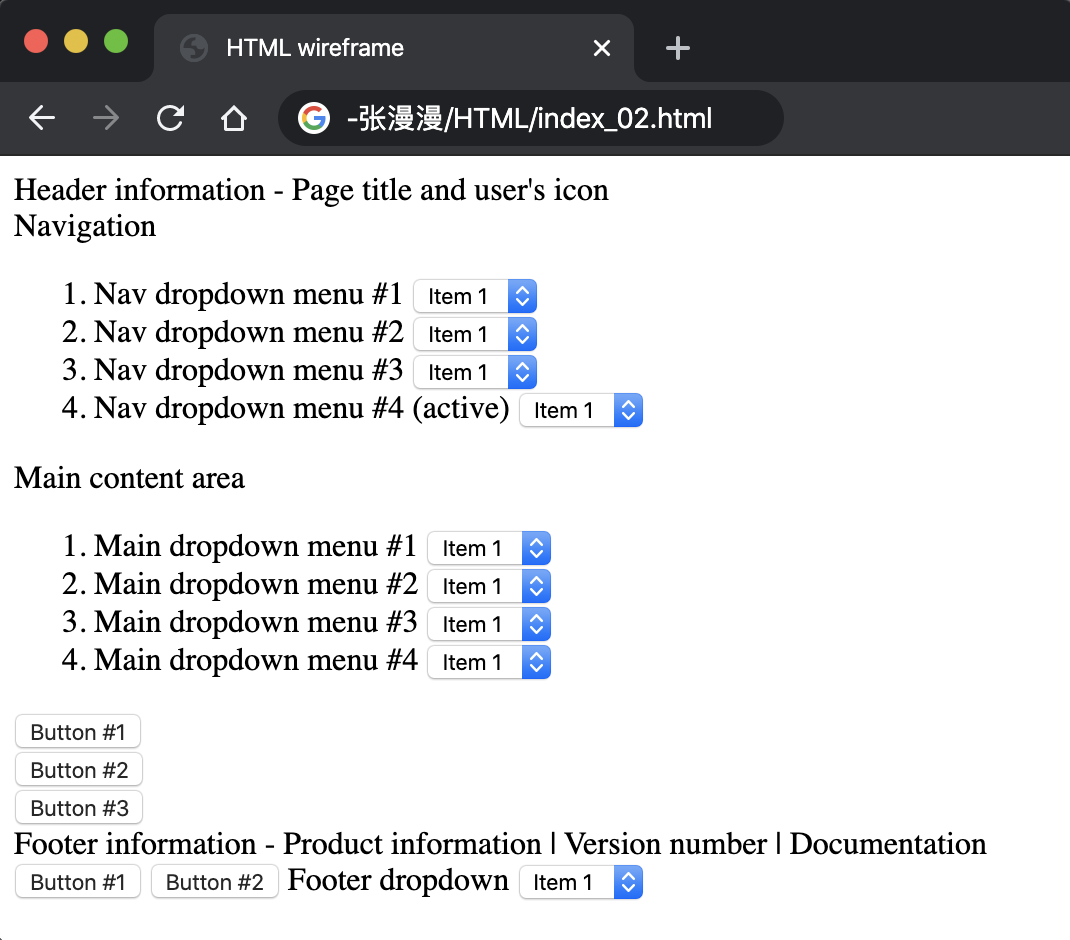 HTML wireframe
-张漫漫/HTML/index_02.html
Header information - Page title and user's icon
Navigation
1. Nav dropdown menu #1 Item 1
2. Nav dropdown menu #2 Item 1
3. Nav dropdown menu #3 Item 1
4. Nav dropdown menu #4 (active) Item 1
Main content area
1. Main dropdown menu #1 Item 1
2. Main dropdown menu #2 Item 1
3. Main dropdown menu #3 Item 1
4. Main dropdown menu #4 Item 1
Button #1
Button #2
Button #3
Footer information - Product information | Version number | Documentation
Button #1 Button #2 Footer dropdown Item 1